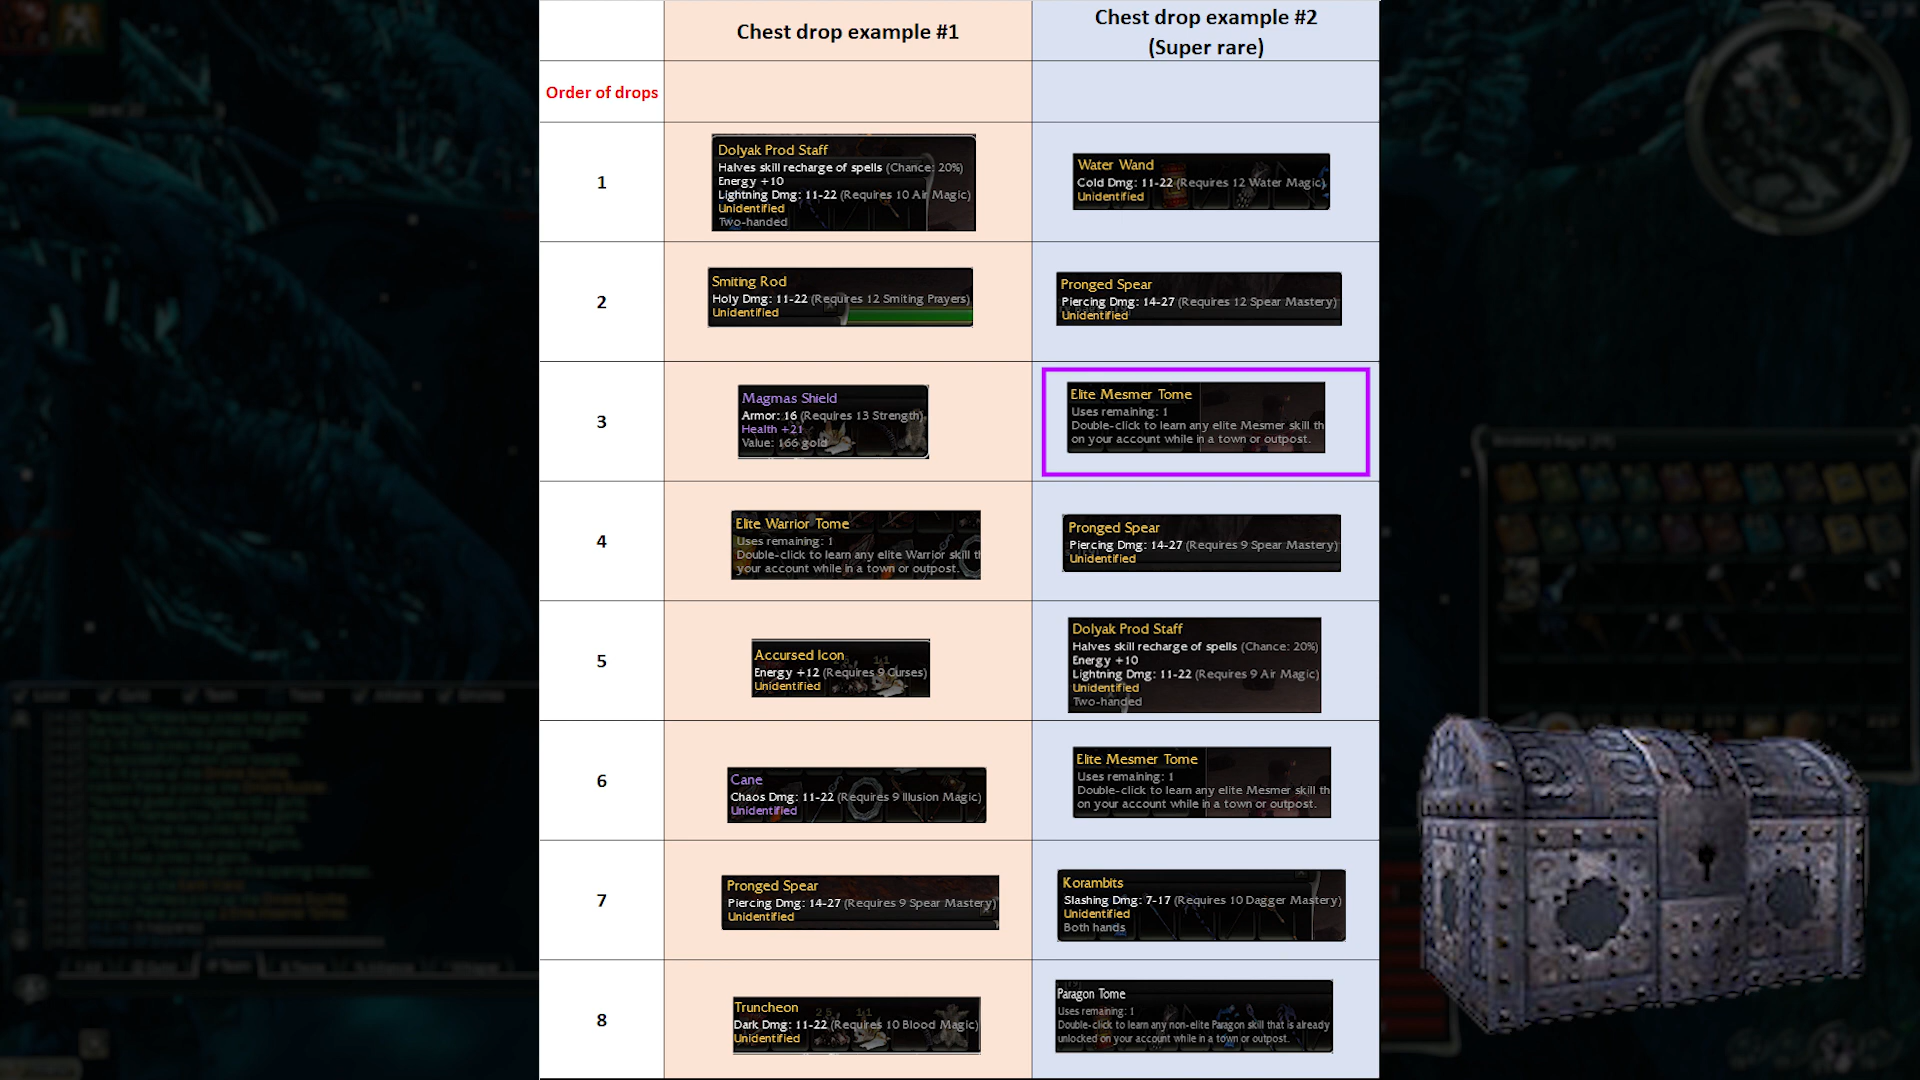 Chest drop example #1
Chest drop example #2
(Super rare)
Order of drops
1
Dolyak Prod Staff
Halves skill recharge of spells (Chance: 20%)
Energy +10
Lightning Dmg: 11-22 (Requires 10 Air Magic)
Unidentified
Two-handed
Water Wand
Cold Dmg: 11-22 (Requires 12 Water Magic)
Unidentified
2
Smiting Rod
Holy Dmg: 11-22 (Requires 12 Smiting Prayers)
Unidentified
Pronged Spear
Piercing Dmg: 14-27 (Requires 12 Spear Mastery)
Unidentified
3
Magmas Shield
Armor: 16 (Requires 13 Strength)
Health +21
Value: 166 gold
Elite Mesmer Tome
Uses remaining: 1
Double-click to learn any elite Mesmer skill th
on your account while in a town or outpost.
4
Elite Warrior Tome
Uses remaining: 1
Double-click to learn any elite Warrior skill t
your account while in a town or outpost.
Pronged Spear
Piercing Dmg: 14-27 (Requires 9 Spear Mastery)
Unidentified
5
Accursed Icon
Energy +12 (Requires 9 Curses)
Unidentified
Dolyak Prod Staff
Halves skill recharge of spells (Chance: 20%)
Energy +10
Lightning Dmg: 11-22 (Requires 9 Air Magic)
Unidentified
Two-handed
6
Cane
Chaos Dmg: 11-22 (Requires 9 Illusion Magic)
Unidentified
Elite Mesmer Tome
Uses remaining: 1
Double-click to learn any elite Mesmer skill th
on your account while in a town or outpost.
7
Pronged Spear
Piercing Dmg: 14-27 (Requires 9 Spear Mastery)
Unidentified
Korambits
Slashing Dmg: 7-17 (Requires 10 Dagger Mastery)
Unidentified
Both hands
8
Truncheon
Dark Dmg: 11-22 (Requires 10 Blood Magic)
Unidentified
Paragon Tome
Uses remaining: 1
Double-click to learn any non-elite Paragon skill that is already
unlocked on your account while in a town or outpost.